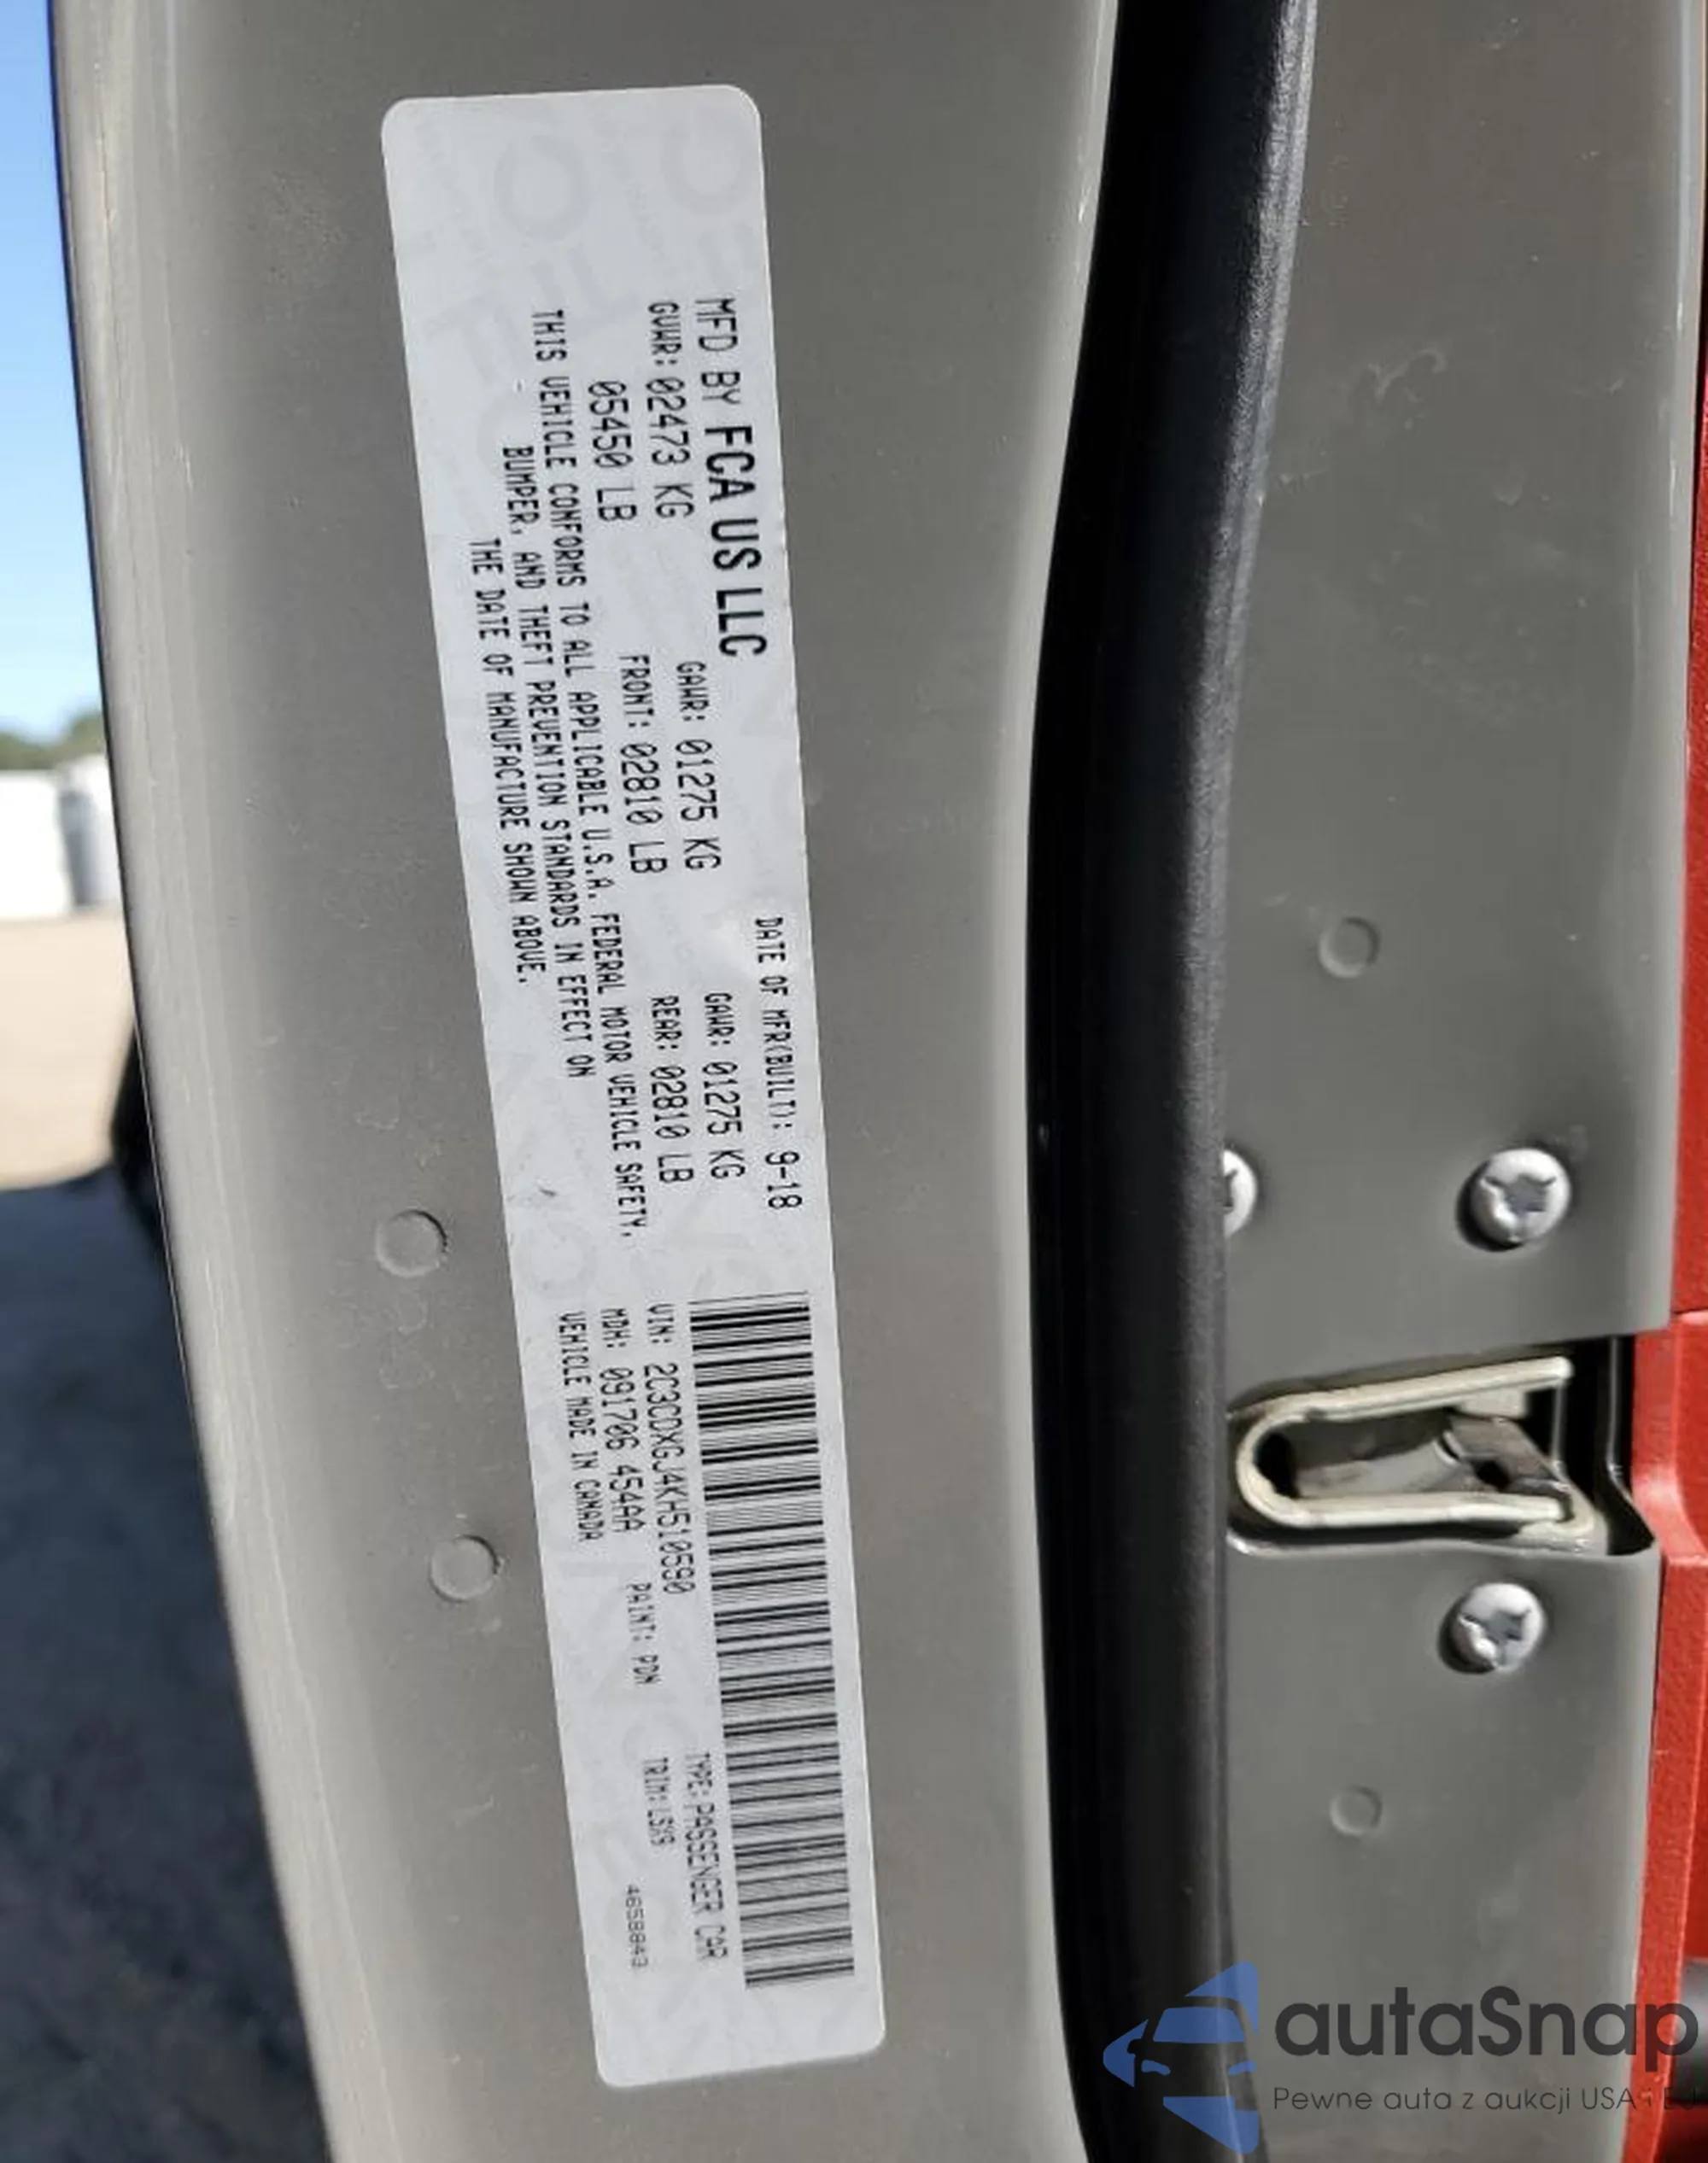 MFD BY FCA US LLC
DATE OF MFR(BUILT): 9-18
GVWR: 02473 KG
GAWR: 01275 KG
GAWR: 01275 KG
05450 LB
FRONT: 02810 LB
REAR: 02810 LB
THIS VEHICLE CONFORMS TO ALL APPLICABLE U.S.A. FEDERAL MOTOR VEHICLE SAFETY,
BUMPER, AND THEFT PREVENTION STANDARDS IN EFFECT ON
THE DATE OF MANUFACTURE SHOWN ABOVE.
VIN: 2C3CDXGJ4KH510590
TYPE: PASSENGER CAR
MDH: 091706 454AA
PAINT: PDN
TRIM: LSX9
VEHICLE MADE IN CANADA
4658843
autaSnap
Pewne auta z aukcji USA i EU